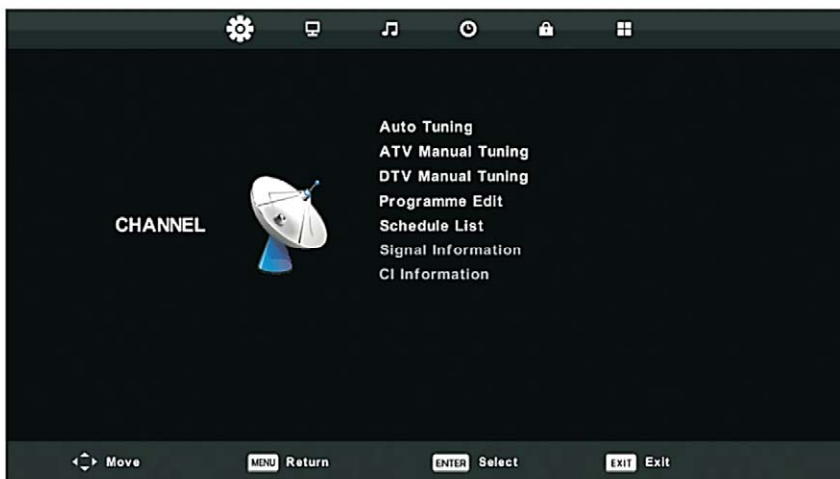 Auto Tuning
ATV Manual Tuning
DTV Manual Tuning
Programme Edit
CHANNEL
Schedule List
Signal Information
CI Information
Move MENU Return ENTER Select EXIT Exit